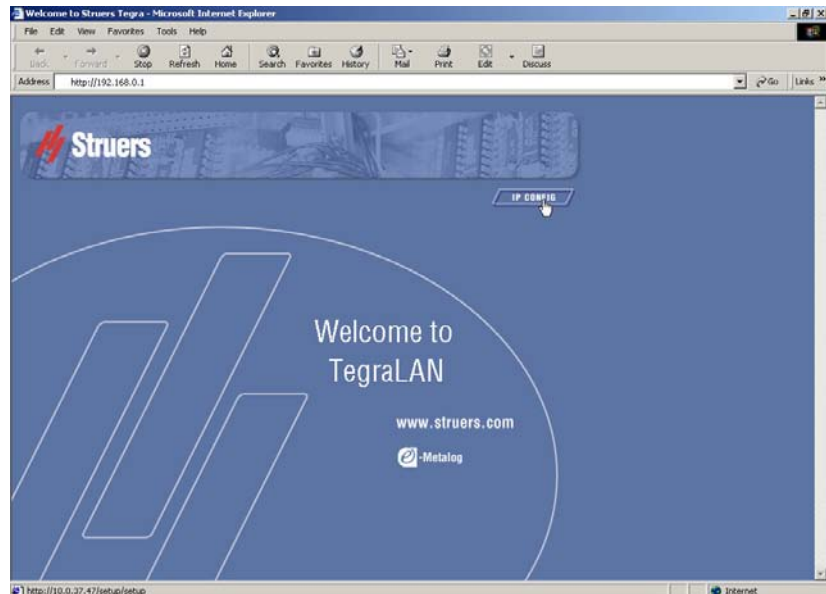 Welcome to Struers Tegra - Microsoft Internet Explorer
File Edit View Favorites Tools Help
Back Forward Stop Refresh Home Search Favorites History Mail Print Edit Discuss
Address http://192.168.0.1 Go Links »
Struers
IP CONFIG
Welcome to
TegraLAN
www.struers.com
e-Metalog
http://10.0.37.47/setup/setup Internet